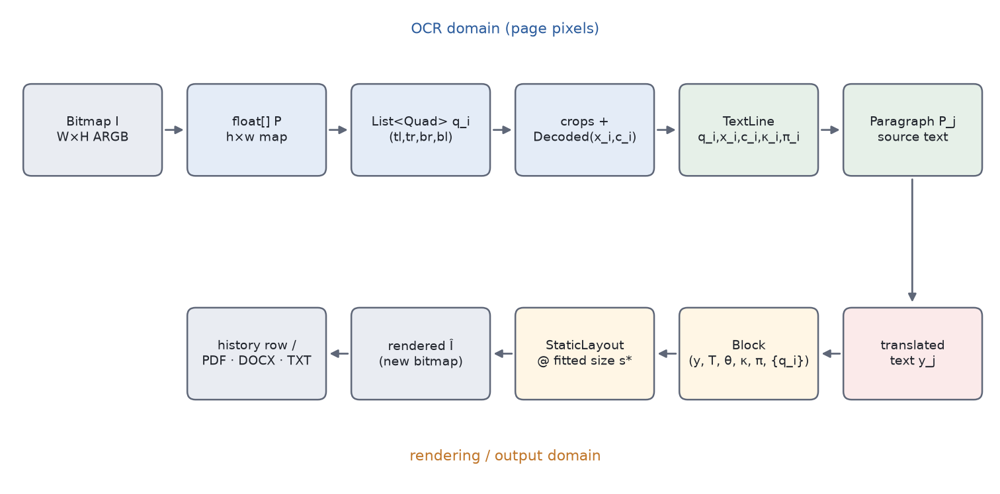 OCR domain (page pixels)
Bitmap I
W×H ARGB
float[] P
h×w map
List<Quad> q_i
(tl,tr,br,bl)
crops +
Decoded(x_i,c_i)
TextLine
q_i,x_i,c_i,κ_i,π_i
Paragraph P_j
source text
history row /
PDF · DOCX · TXT
rendered Î
(new bitmap)
StaticLayout
@ fitted size s*
Block
(y, T, θ, κ, π, {q_i})
translated
text y_j
rendering / output domain